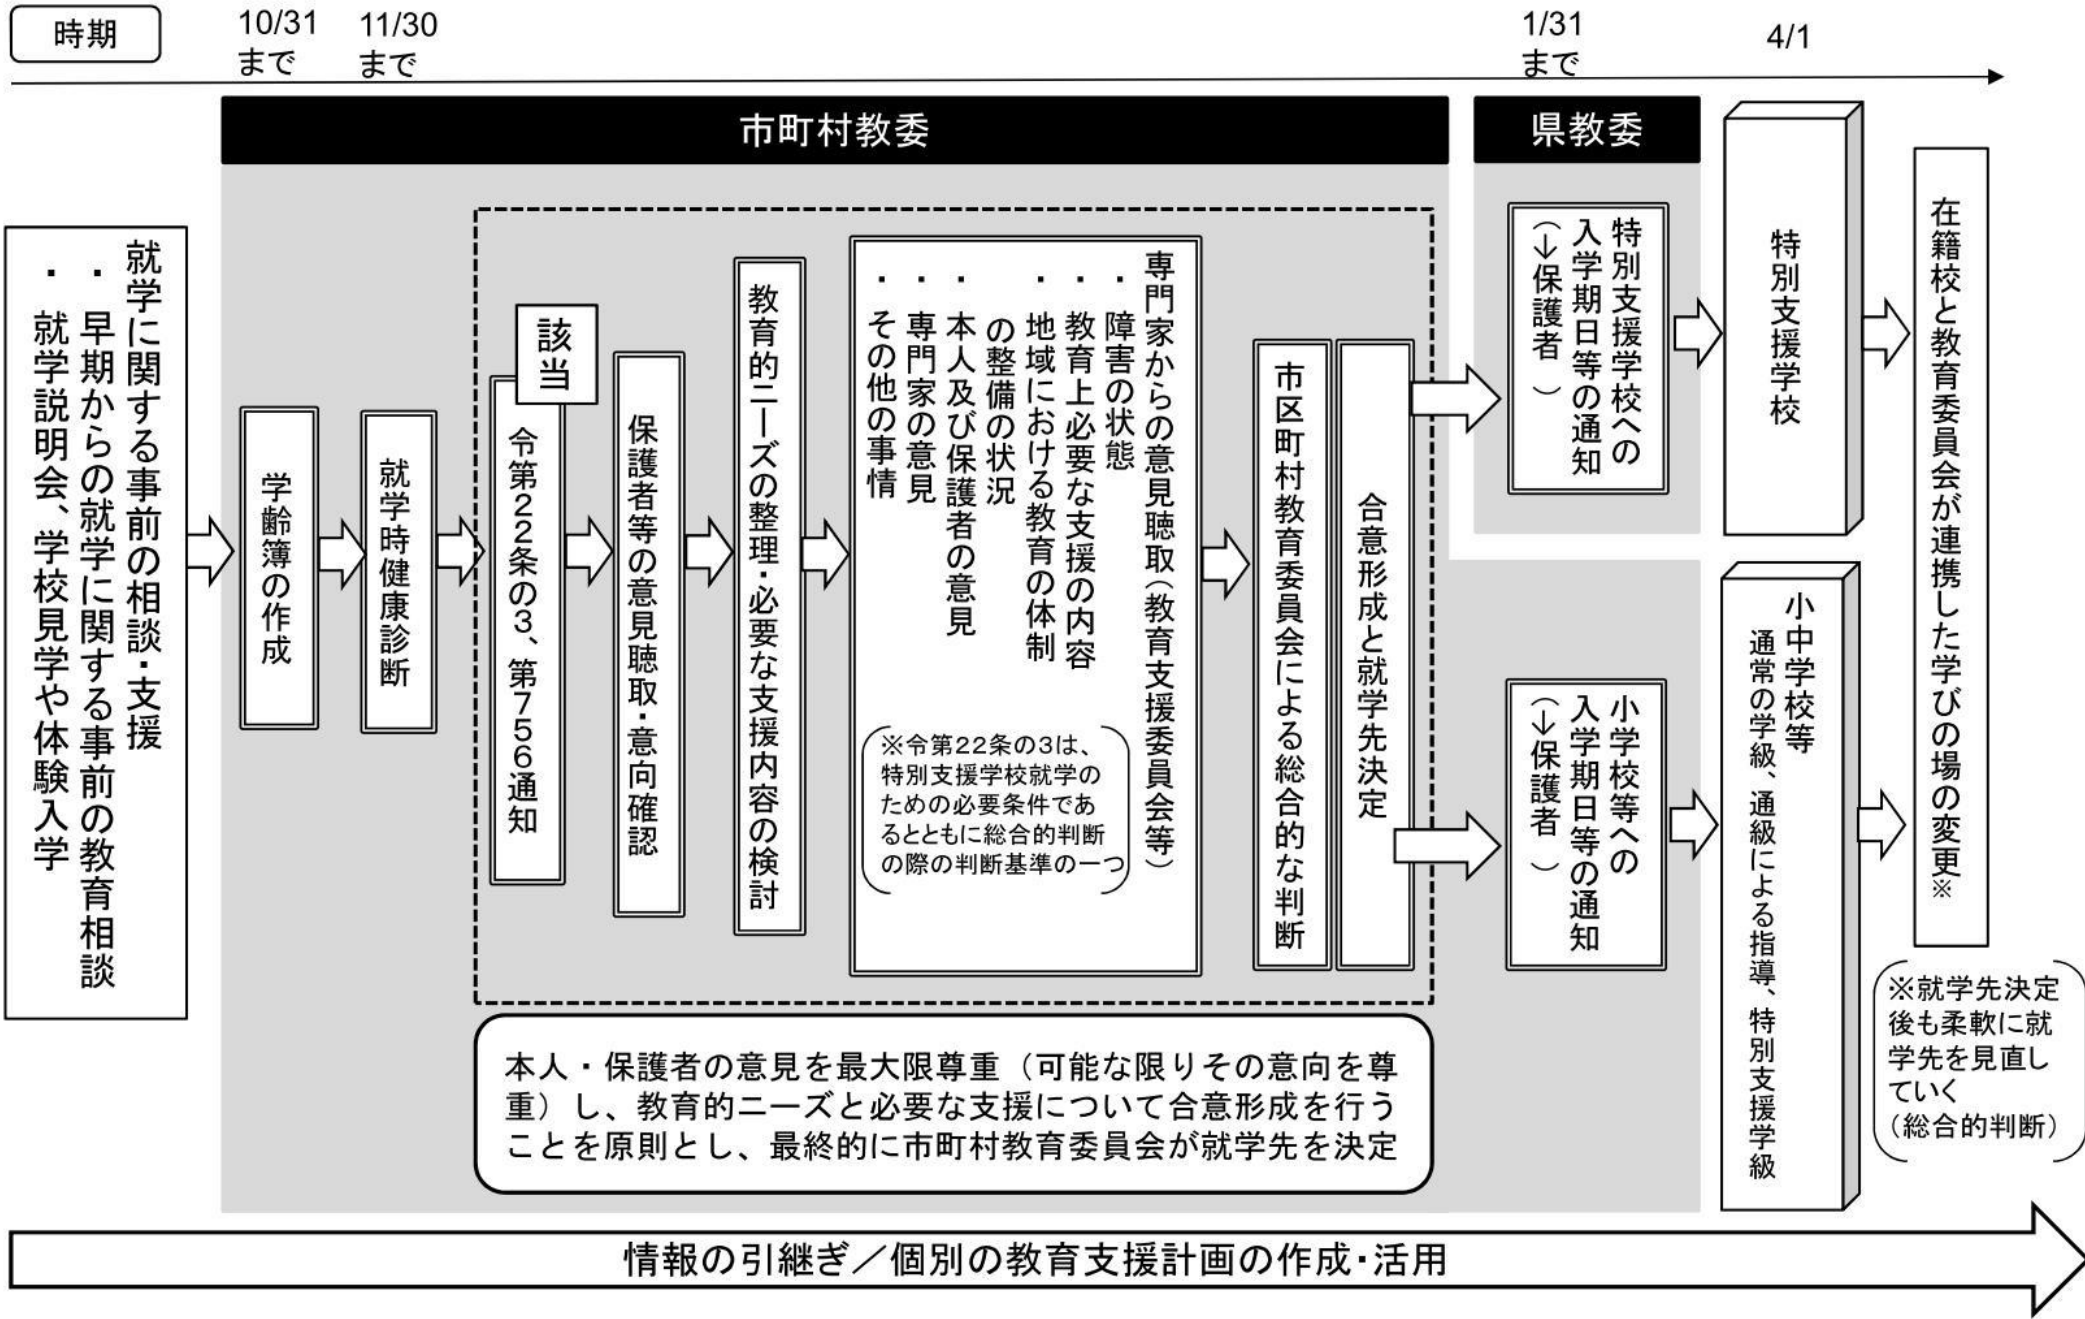 時期
10/31
まで
11/30
まで
1/31
まで
4/1
市町村教委
県教委
就学に関する事前の相談・支援
・早期からの就学に関する事前の教育相談
・就学説明会、学校見学や体験入学
学齢簿の作成
就学時健康診断
該当
令第22条の3、第756通知
保護者等の意見聴取・意向確認
教育的ニーズの整理・必要な支援内容の検討
専門家からの意見聴取（教育支援委員会等）
・障害の状態
・教育上必要な支援の内容
・地域における教育の体制
の整備の状況
・本人及び保護者の意見
・専門家の意見
・その他の事情
※令第22条の3は、
特別支援学校就学の
ための必要条件であ
るとともに総合的判断
の際の判断基準の一つ
市区町村教育委員会による総合的な判断
合意形成と就学先決定
特別支援学校への
入学期日等の通知
（↓保護者）
小学校等への
入学期日等の通知
（↓保護者）
特別支援学校
小中学校等
通常の学級、通級による指導、特別支援学級
在籍校と教育委員会が連携した学びの場の変更※
※就学先決定
後も柔軟に就
学先を見直し
ていく
（総合的判断）
本人・保護者の意見を最大限尊重（可能な限りその意向を尊
重）し、教育的ニーズと必要な支援について合意形成を行う
ことを原則とし、最終的に市町村教育委員会が就学先を決定
情報の引継ぎ／個別の教育支援計画の作成・活用